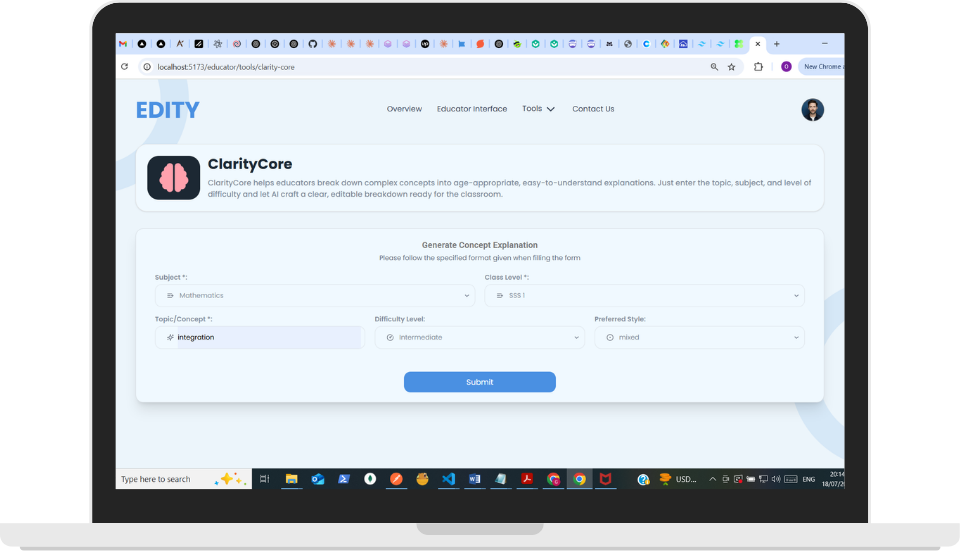 localhost:5173/educator/tools/clarity-core
New Chrome a
EDITY
Overview
Educator Interface
Tools
Contact Us
ClarityCore
ClarityCore helps educators break down complex concepts into age-appropriate, easy-to-understand explanations. Just enter the topic, subject, and level of
difficulty and let AI craft a clear, editable breakdown ready for the classroom.
Generate Concept Explanation
Please follow the specified format given when filling the form
Subject *:
Class Level *:
Mathematics
SSS 1
Topic/Concept *:
Difficulty Level:
Preferred Style:
integration
Intermediate
mixed
Submit
Type here to search
USD...
ENG
20:14
18/07/2